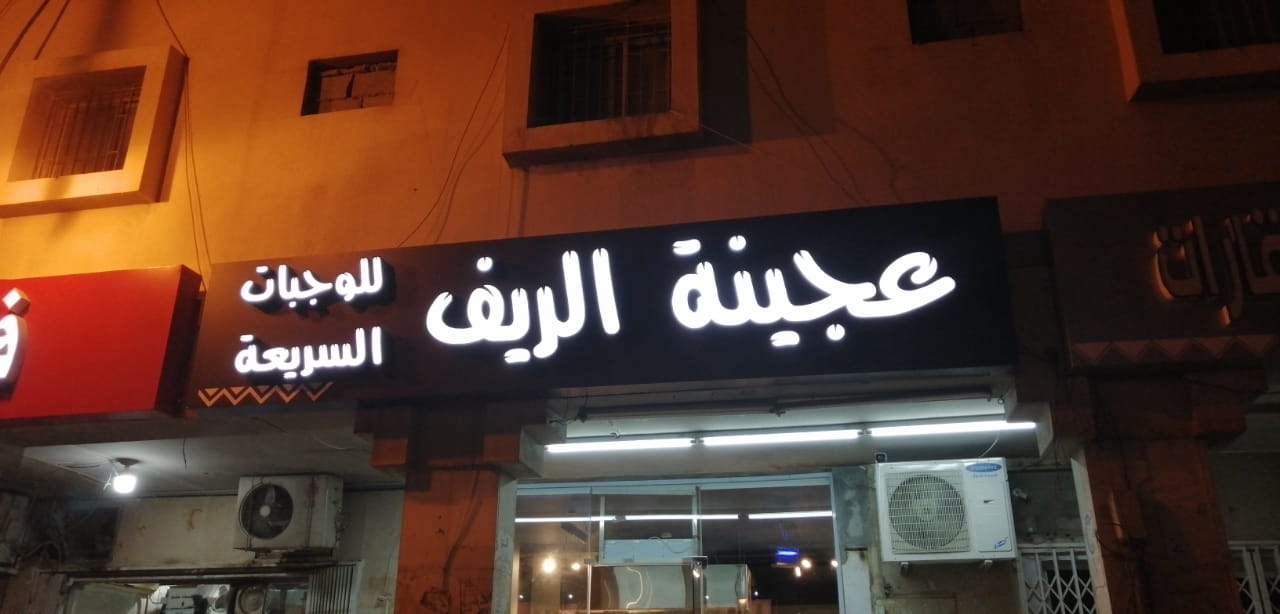 عجينة الريف
للوجبات
السريعة